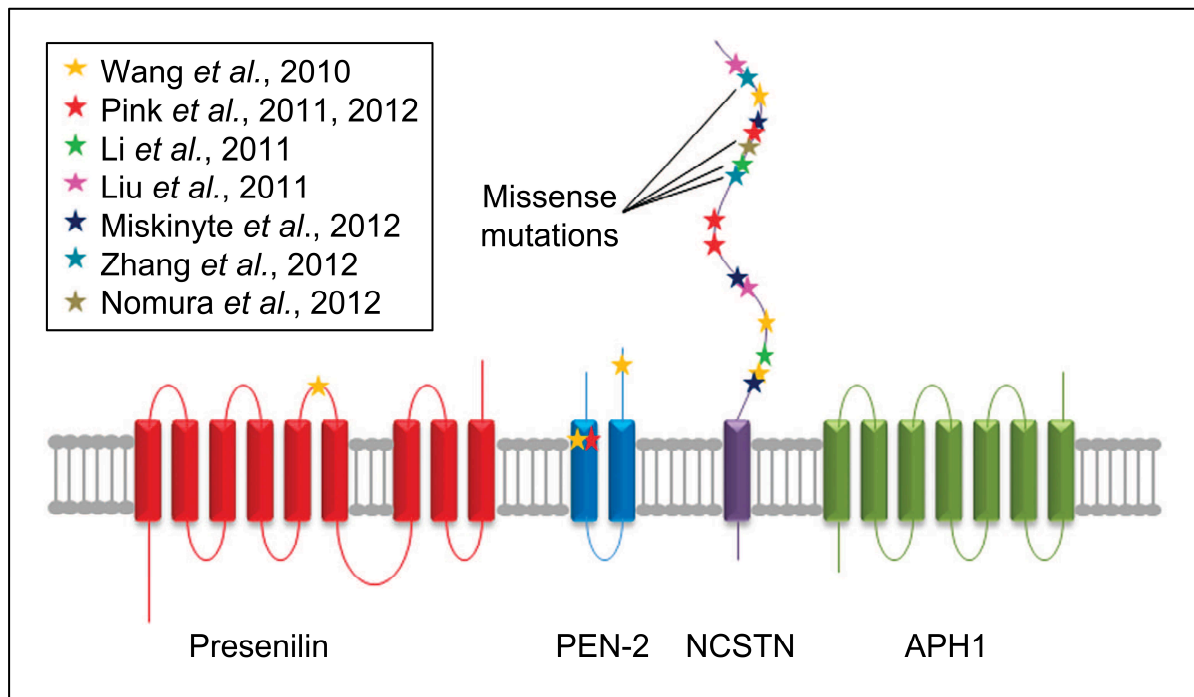 Wang et al., 2010
Pink et al., 2011, 2012
Li et al., 2011
Liu et al., 2011
Miskinyte et al., 2012
Zhang et al., 2012
Nomura et al., 2012
Missense
mutations
Presenilin
PEN-2
NCSTN
APH1